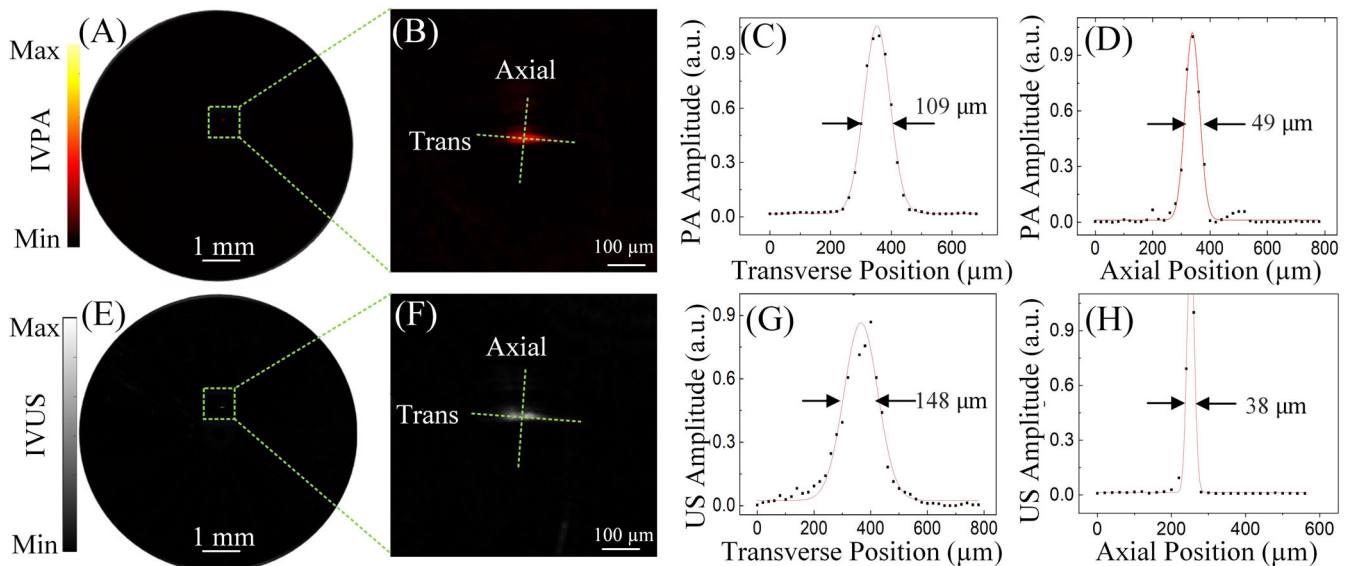 (A)
Max
IVPA
Min
1 mm
(B)
Axial
Trans
100 μm
(C)
PA Amplitude (a.u.)
0.9
0.6
0.3
0.0
109 μm
0 200 400 600
Transverse Position (μm)
(D)
PA Amplitude (a.u.)
0.9
0.6
0.3
0.0
49 μm
0 200 400 600 800
Axial Position (μm)
(E)
Max
IVUS
Min
1 mm
(F)
Axial
Trans
100 μm
(G)
US Amplitude (a.u.)
0.9
0.6
0.3
0.0
148 μm
0 200 400 600 800
Transverse Position (μm)
(H)
US Amplitude (a.u.)
0.9
0.6
0.3
0.0
38 μm
0 200 400 600
Axial Position (μm)